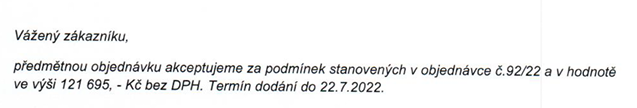 Vážený zákazníku,
předmětnou objednávku akceptujeme za podmínek stanovených v objednávce č.92/22 a v hodnotě
ve výši 121 695, - Kč bez DPH. Termín dodání do 22.7.2022.